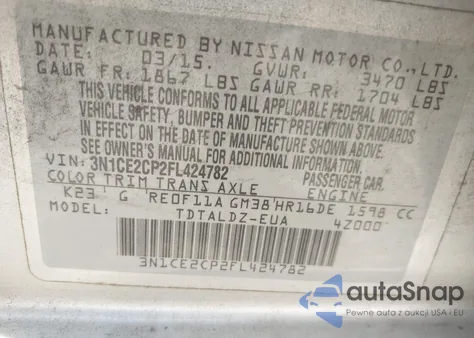 MANUFACTURED BY NISSAN MOTOR CO., LTD.
DATE: 03/15. GVWR: 3470 LBS
GAWR FR: 1867 LBS GAWR RR: 1704 LBS
THIS VEHICLE CONFORMS TO ALL APPLICABLE FEDERAL MOTOR
VEHICLE SAFETY, BUMPER AND THEFT PREVENTION STANDARDS
IN EFFECT ON THE DATE OF MANUFACTURE SHOWN ABOVE.
SEE OWNER'S MANUAL FOR ADDITIONAL INFORMATION.
VIN: 3N1CE2CP2FL424782 PASSENGER CAR
COLOR TRIM TRANS AXLE ENGINE
K23 G RE0F11A GM38 HR16DE 1598 CC
MODEL: TDTALDZ-EUA 4Z000
3N1CE2CP2FL424782
autoSnap
Pewne auta z USA i EU